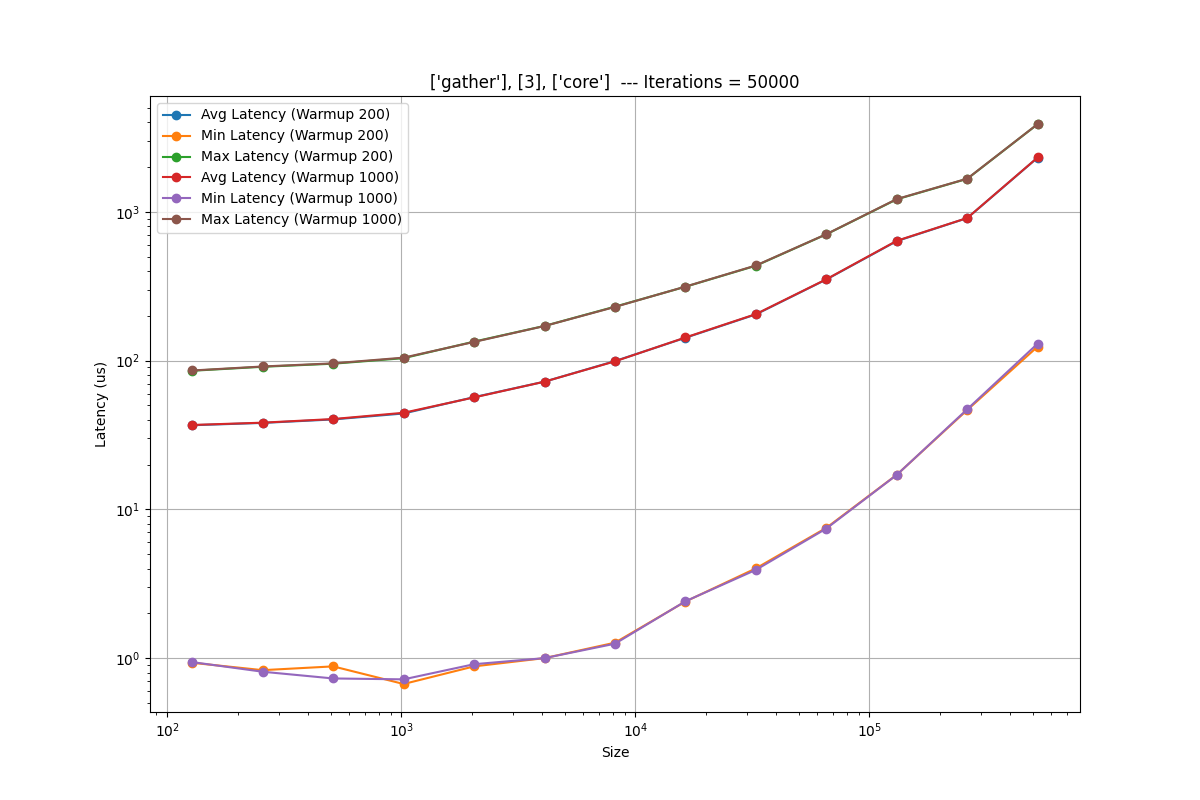 ['gather'], [3], ['core']  --- Iterations = 50000
Avg Latency (Warmup 200)
Min Latency (Warmup 200)
Max Latency (Warmup 200)
Avg Latency (Warmup 1000)
Min Latency (Warmup 1000)
Max Latency (Warmup 1000)
Latency (us)
10³
10²
10¹
10⁰
10² 10³ 10⁴ 10⁵
Size